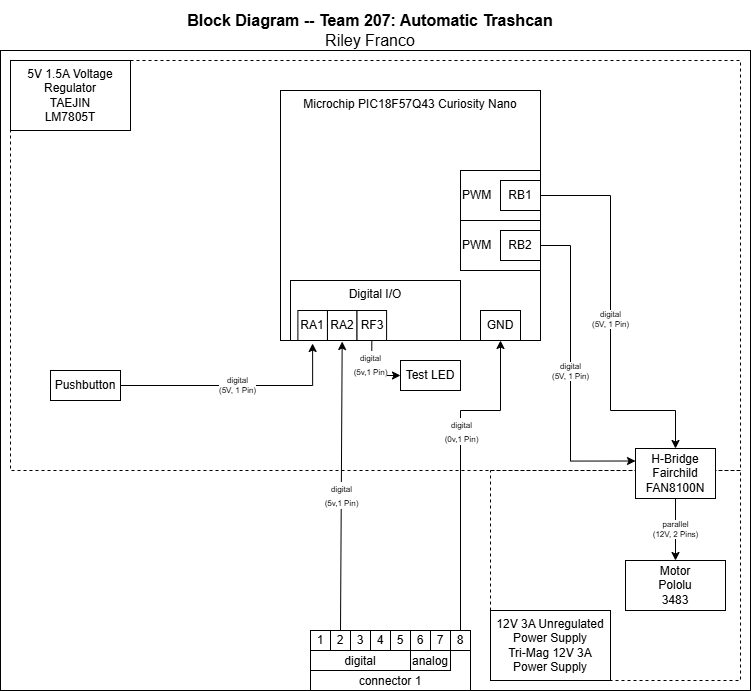 Block Diagram -- Team 207: Automatic Trashcan
Riley Franco
5V 1.5A Voltage
Regulator
TAEJIN
LM7805T
Microchip PIC18F57Q43 Curiosity Nano
PWM
RB1
PWM
RB2
Digital I/O
RA1
RA2
RF3
GND
digital
(5V, 1 Pin)
digital
(5v,1 Pin)
Test LED
digital
(5V, 1 Pin)
Pushbutton
digital
(5V, 1 Pin)
digital
(0v,1 Pin)
H-Bridge
Fairchild
FAN8100N
digital
(5v,1 Pin)
parallel
(12V, 2 Pins)
Motor
Pololu
3483
12V 3A Unregulated
Power Supply
Tri-Mag 12V 3A
Power Supply
1 2 3 4 5 6 7 8
digital
analog
connector 1